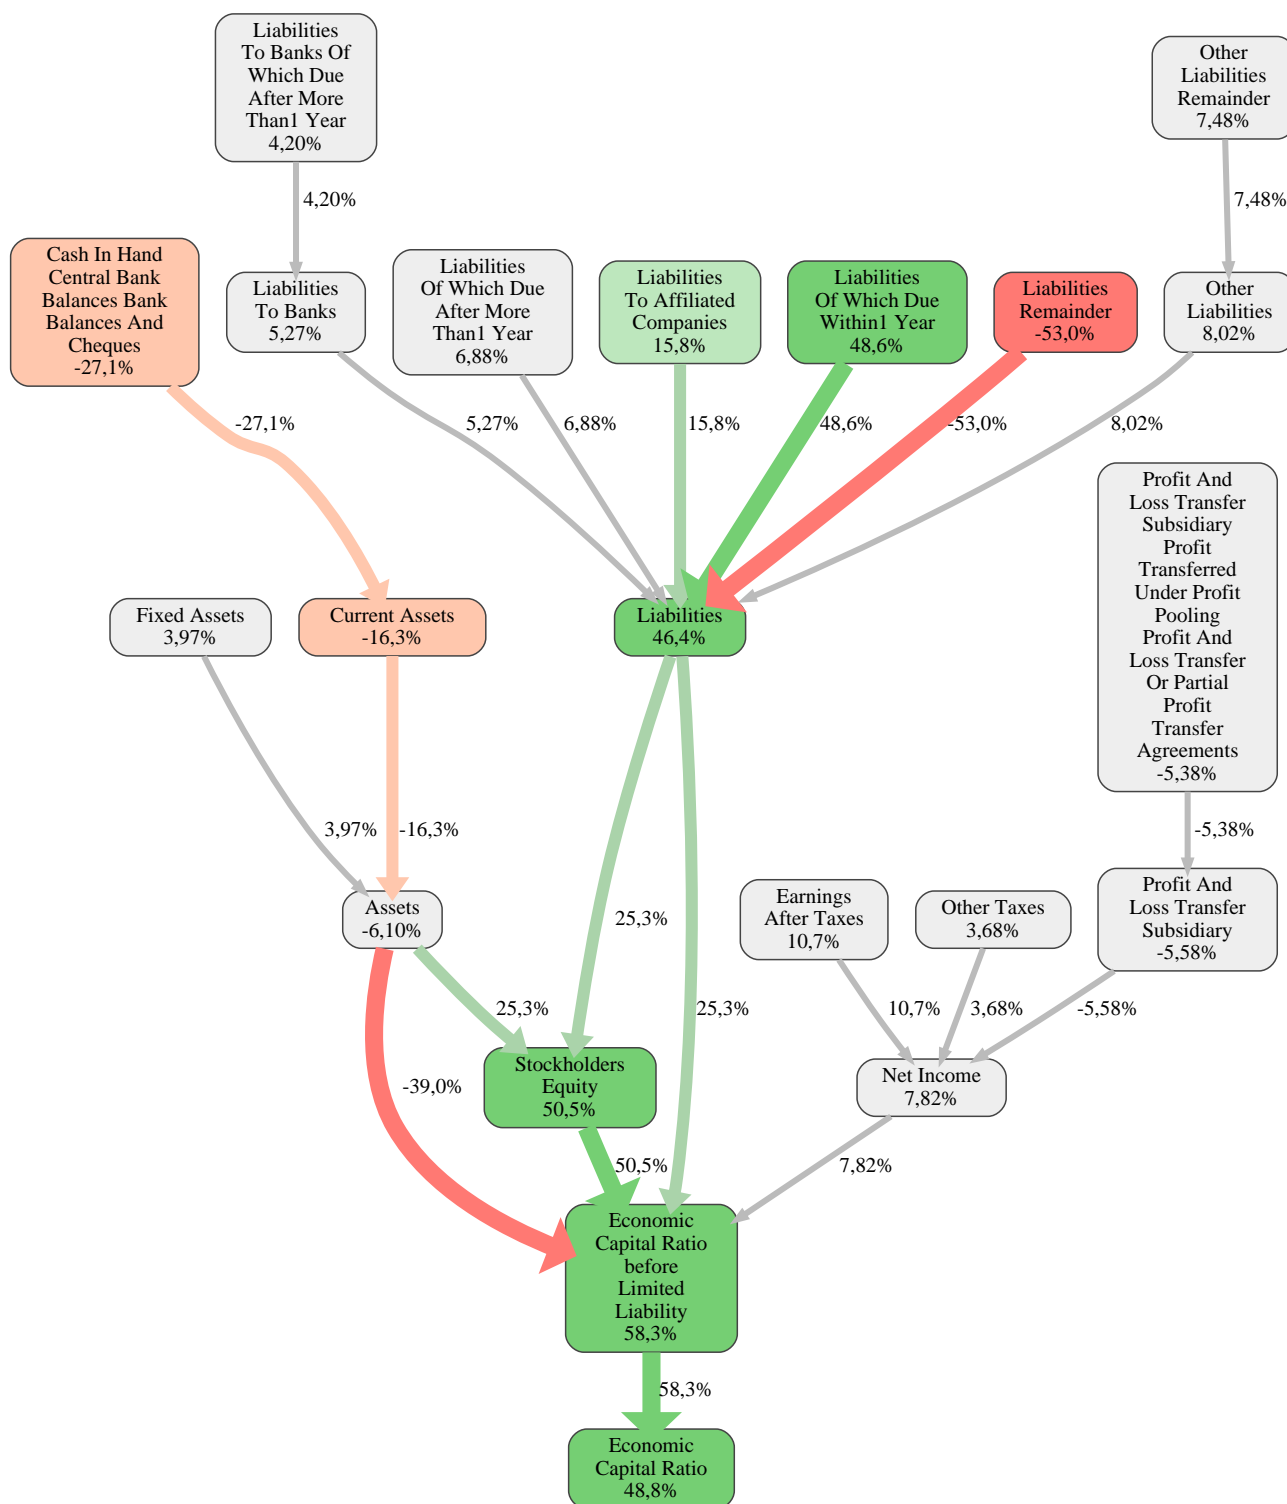 Liabilities
To Banks Of
Which Due
After More
Than1 Year
4,20%
Other
Liabilities
Remainder
7,48%
4,20%
7,48%
Cash In Hand
Central Bank
Balances Bank
Balances And
Cheques
-27,1%
Liabilities
To Banks
5,27%
Liabilities
Of Which Due
After More
Than1 Year
6,88%
Liabilities
To Affiliated
Companies
15,8%
Liabilities
Of Which Due
Within1 Year
48,6%
Liabilities
Remainder
-53,0%
Other
Liabilities
8,02%
-27,1%
5,27%
6,88%
15,8%
48,6%
-53,0%
8,02%
Profit And
Loss Transfer
Subsidiary
Profit
Transferred
Under Profit
Pooling
Profit And
Loss Transfer
Or Partial
Profit
Transfer
Agreements
-5,38%
Fixed Assets
3,97%
Current Assets
-16,3%
Liabilities
46,4%
3,97%
-16,3%
-5,38%
Assets
-6,10%
Earnings
After Taxes
10,7%
Other Taxes
3,68%
Profit And
Loss Transfer
Subsidiary
-5,58%
25,3%
25,3%
25,3%
10,7%
3,68%
-5,58%
Stockholders
Equity
50,5%
-39,0%
Net Income
7,82%
50,5%
7,82%
Economic
Capital Ratio
before
Limited
Liability
58,3%
58,3%
Economic
Capital Ratio
48,8%